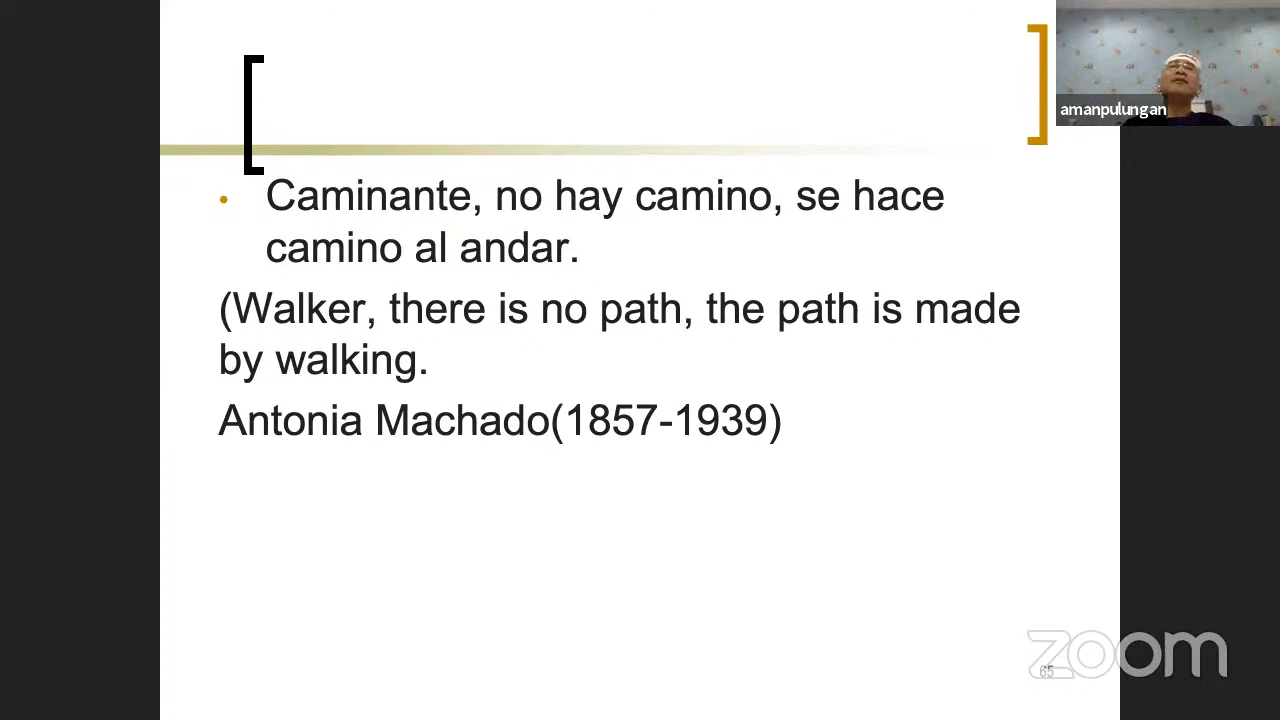 amanpulungan
• Caminante, no hay camino, se hace
camino al andar.
(Walker, there is no path, the path is made
by walking.
Antonia Machado(1857-1939)
65
zoom